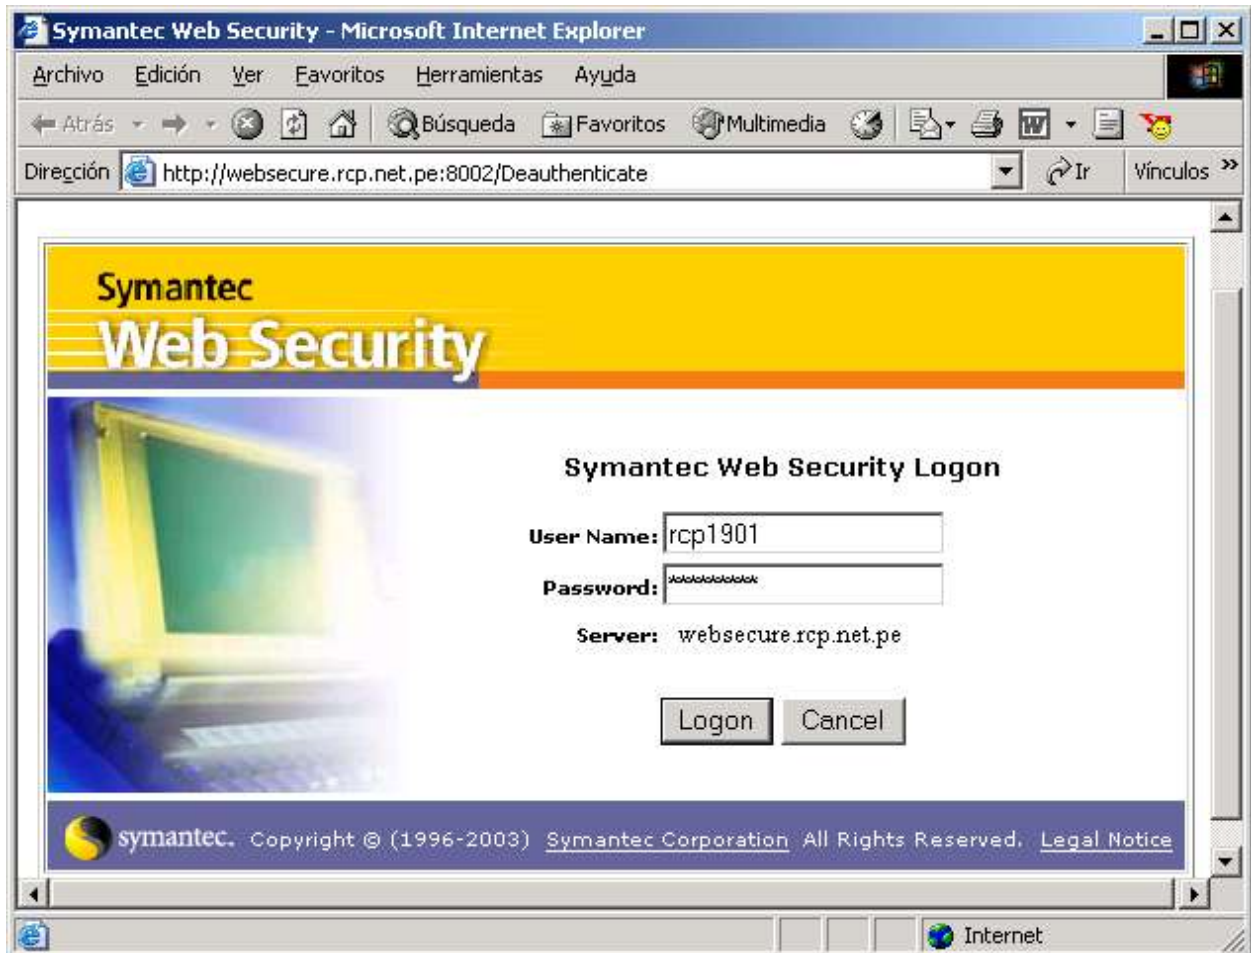 Symantec Web Security - Microsoft Internet Explorer
Archivo Edición Ver Favoritos Herramientas Ayuda
Atrás Búsqueda Favoritos Multimedia
Dirección http://websecure.rcp.net.pe:8002/Deauthenticate Ir Vínculos »
Symantec
Web Security
Symantec Web Security Logon
User Name: rcp1901
Password: **********
Server: websecure.rcp.net.pe
Logon Cancel
symantec. Copyright © (1996-2003) Symantec Corporation All Rights Reserved. Legal Notice
Internet